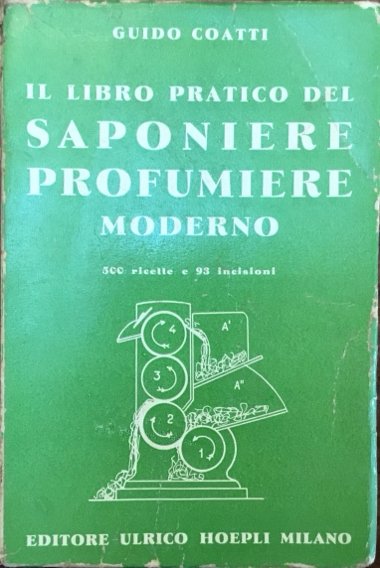 GUIDO COATTI
IL LIBRO PRATICO DEL
SAPONIERE
PROFUMIERE
MODERNO
500 ricette e 93 incisioni
4
A'
3
A"
2
1
EDITORE ULRICO HOEPLI MILANO